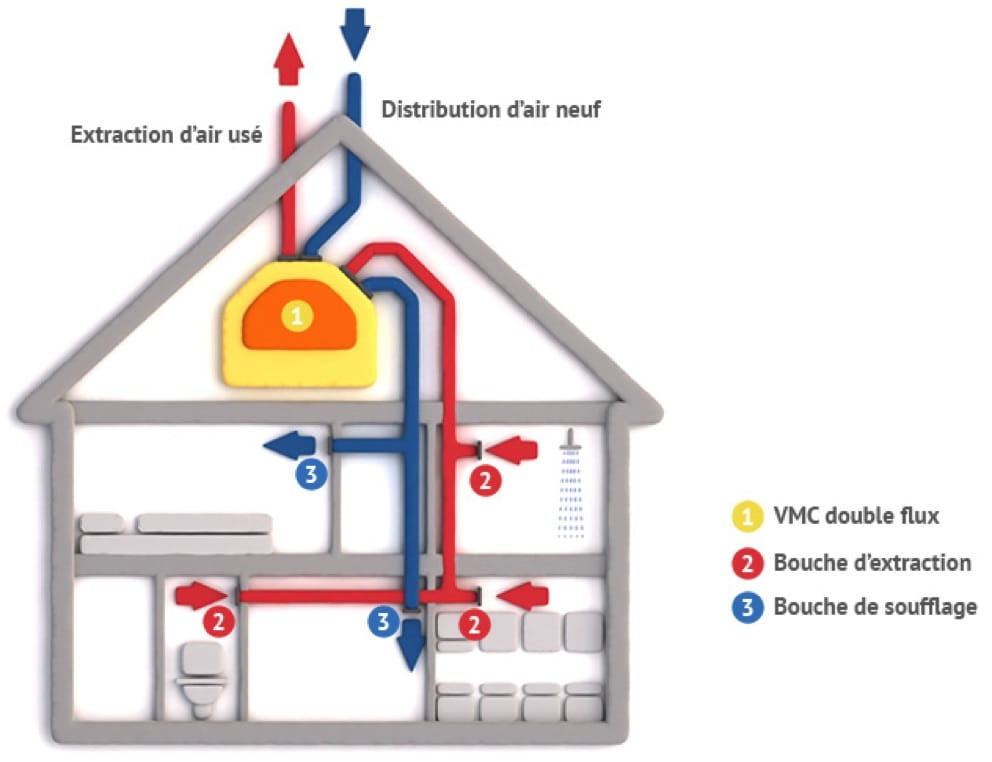 Distribution d'air neuf
Extraction d'air usé
1
3
2
2
3
2
1 VMC double flux
2 Bouche d'extraction
3 Bouche de soufflage